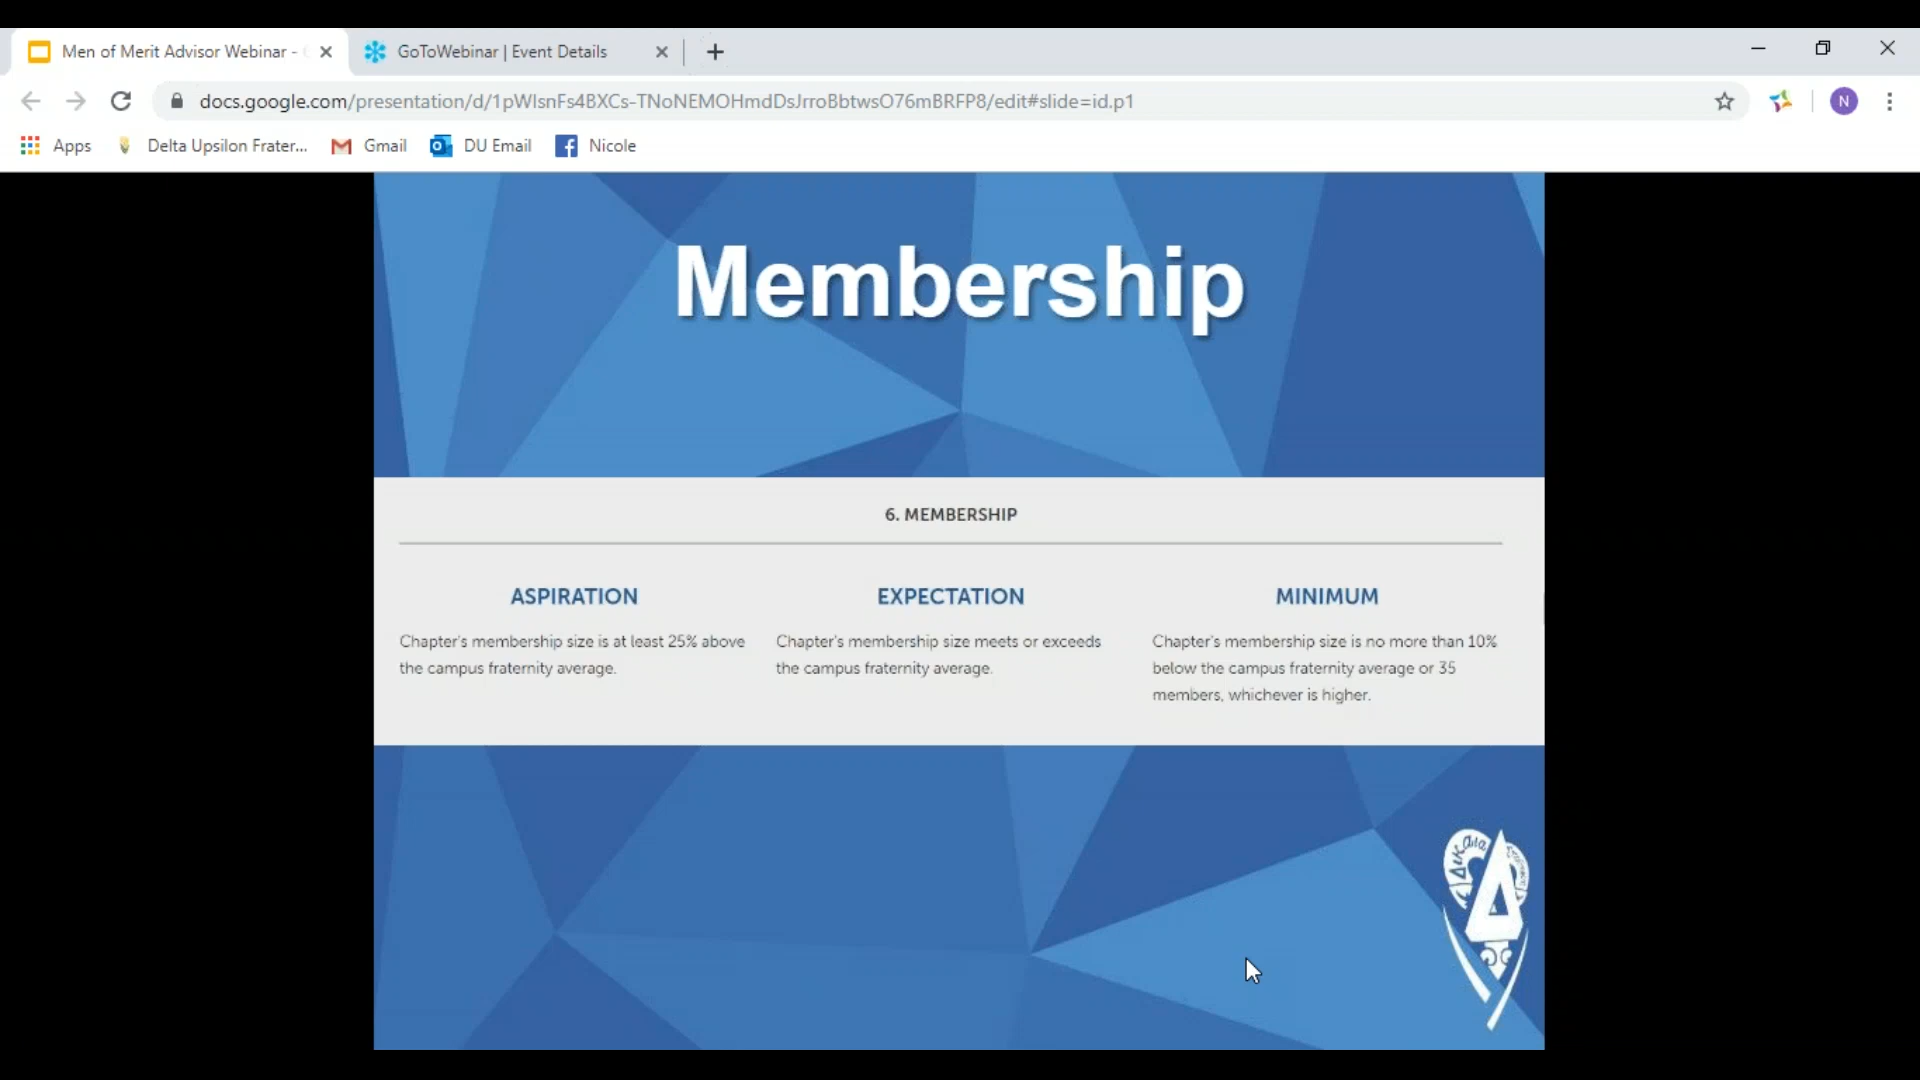 Men of Merit Advisor Webinar -
GoToWebinar | Event Details
docs.google.com/presentation/d/1pWIsnFs4BXCs-TNoNEMOHmdDsJrroBbtwsO76mBRFP8/edit#slide=id.p1
N
Apps
Delta Upsilon Frater...
Gmail
DU Email
Nicole
Membership
6. MEMBERSHIP
ASPIRATION
Chapter's membership size is at least 25% above
the campus fraternity average.
EXPECTATION
Chapter's membership size meets or exceeds
the campus fraternity average.
MINIMUM
Chapter's membership size is no more than 10%
below the campus fraternity average or 35
members, whichever is higher.